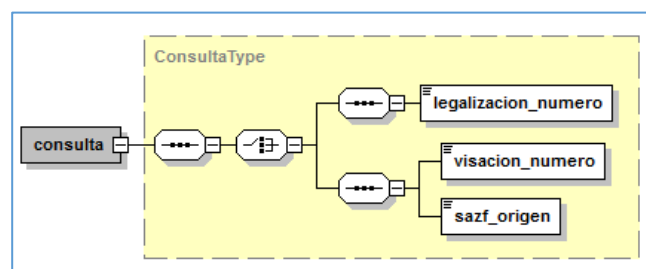 ConsultaType
legalizacion_numero
consulta
visacion_numero
sazf_origen